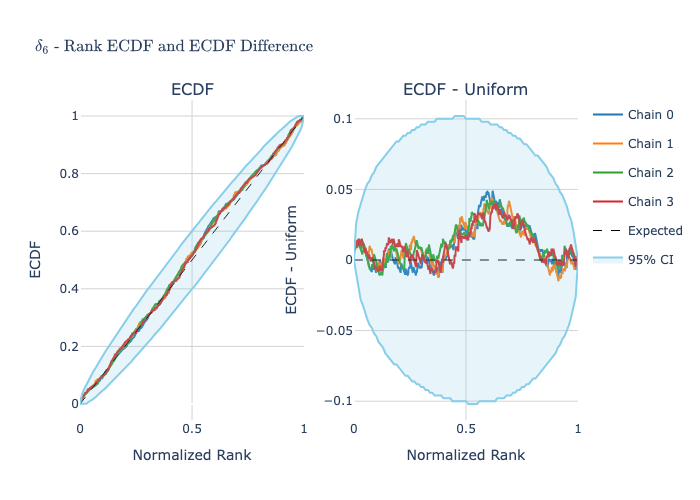 δ₆ - Rank ECDF and ECDF Difference
ECDF
ECDF
1
0.8
0.6
0.4
0.2
0
0
0.5
1
Normalized Rank
ECDF - Uniform
ECDF - Uniform
0.1
0.05
0
−0.05
−0.1
0
0.5
1
Normalized Rank
Chain 0
Chain 1
Chain 2
Chain 3
Expected
95% CI